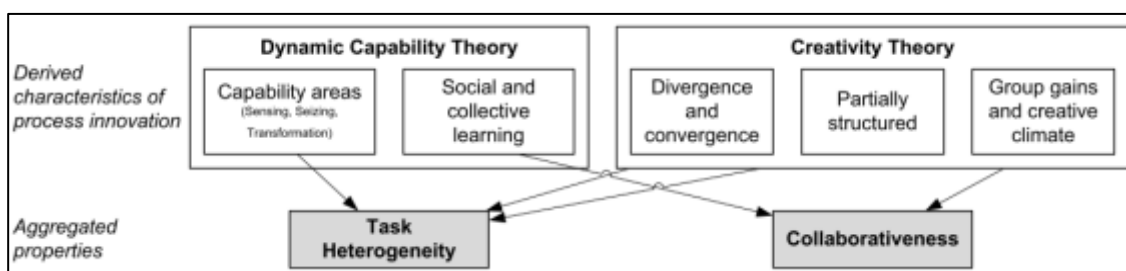 Dynamic Capability Theory
Creativity Theory
Derived
characteristics of
process innovation
Capability areas
(Sensing, Seizing,
Transformation)
Social and
collective
learning
Divergence
and
convergence
Partially
structured
Group gains
and creative
climate
Aggregated
properties
Task
Heterogeneity
Collaborativeness